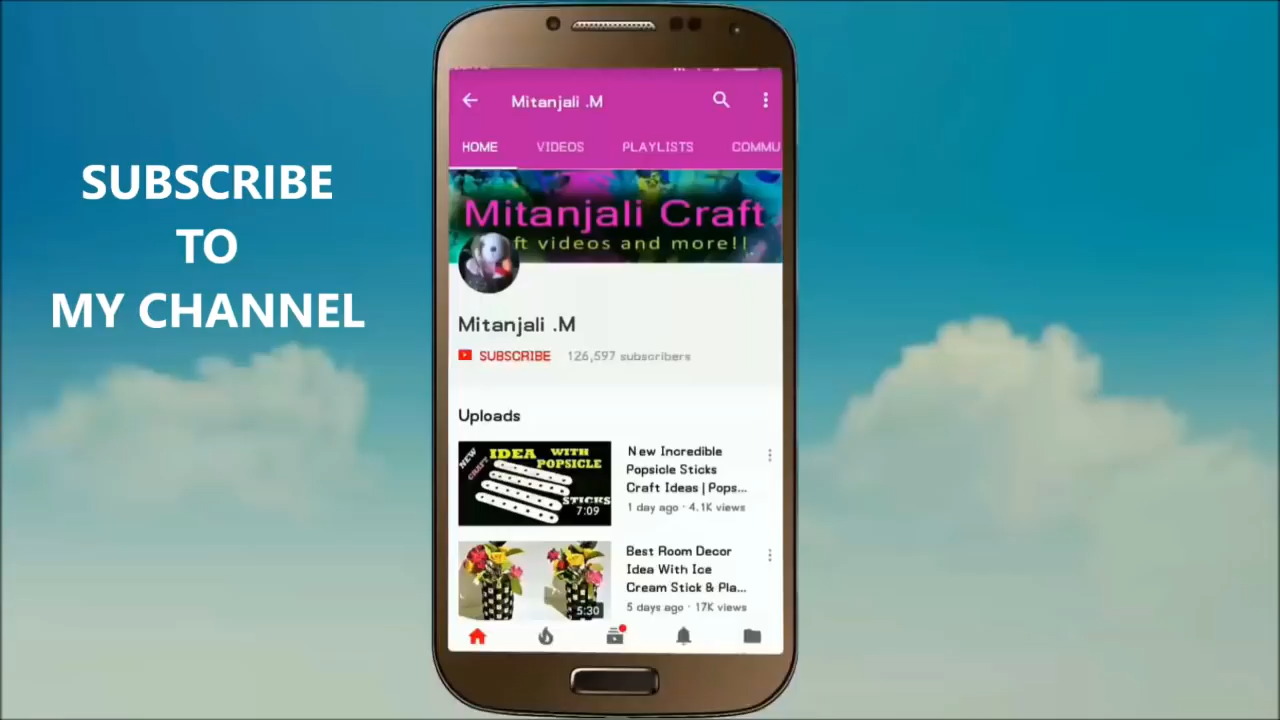 SUBSCRIBE
TO
MY CHANNEL
Mitanjali .M
HOME VIDEOS PLAYLISTS COMMU
Mitanjali Craft
ft videos and more!!
Mitanjali .M
SUBSCRIBE 126,597 subscribers
Uploads
NEW CRAFT IDEA WITH
POPSICLE
STICKS
7:09
New Incredible
Popsicle Sticks
Craft Ideas | Pops...
1 day ago · 4.1K views
5:30
Best Room Decor
Idea With Ice
Cream Stick & Pla...
5 days ago · 17K views